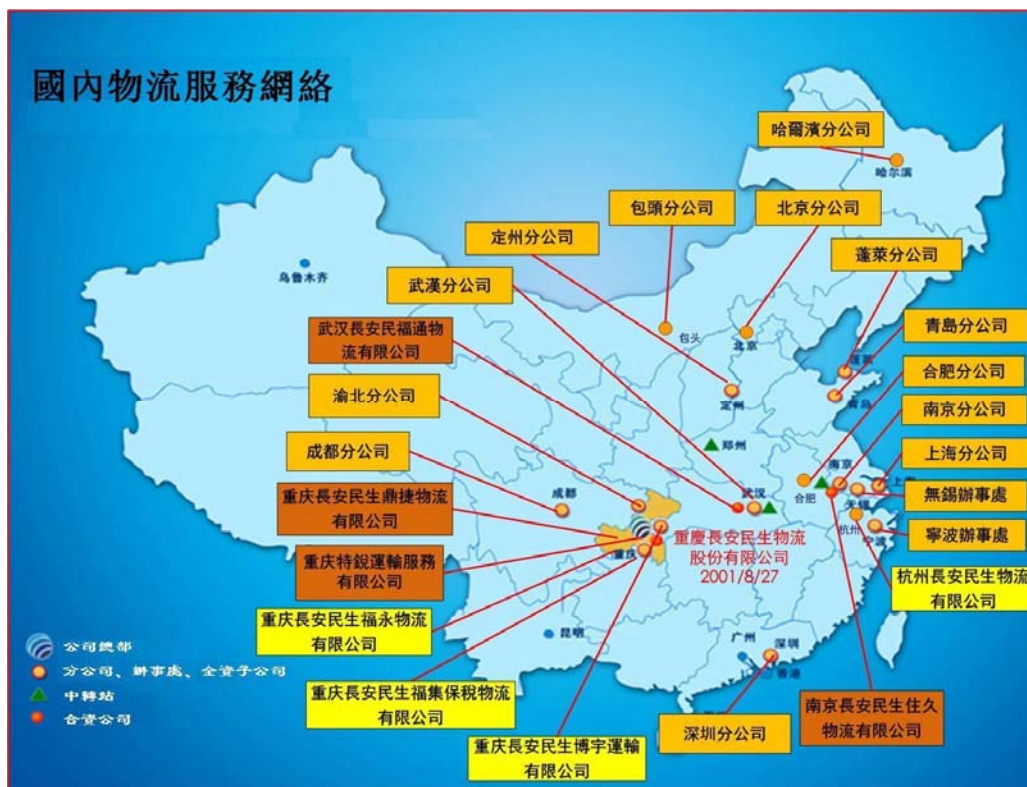 國內物流服務網絡
哈爾濱分公司
哈尔滨
包頭分公司
北京分公司
定州分公司
蓬萊分公司
武漢分公司
乌鲁木齐
武汉長安民福通物
流有限公司
包头
北京
青島分公司
合肥分公司
渝北分公司
定州
青岛
南京分公司
郑州
成都分公司
南京
上海分公司
成都
武汉
合肥
無錫辦事處
无锡
重庆長安民生鼎捷物流
有限公司
杭州
宁波
寧波辦事處
重庆
重慶長安民生物流
股份有限公司
2001/8/27
重庆特銳運輸服務
有限公司
杭州長安民生物流
有限公司
重庆長安民生福永物流
有限公司
昆明
广州
深圳
香港
公司總部
分公司、辦事處、全資子公司
中轉站
合資公司
重庆長安民生福集保稅物流
有限公司
深圳分公司
南京長安民生住久
物流有限公司
重庆長安民生博宇運輸
有限公司